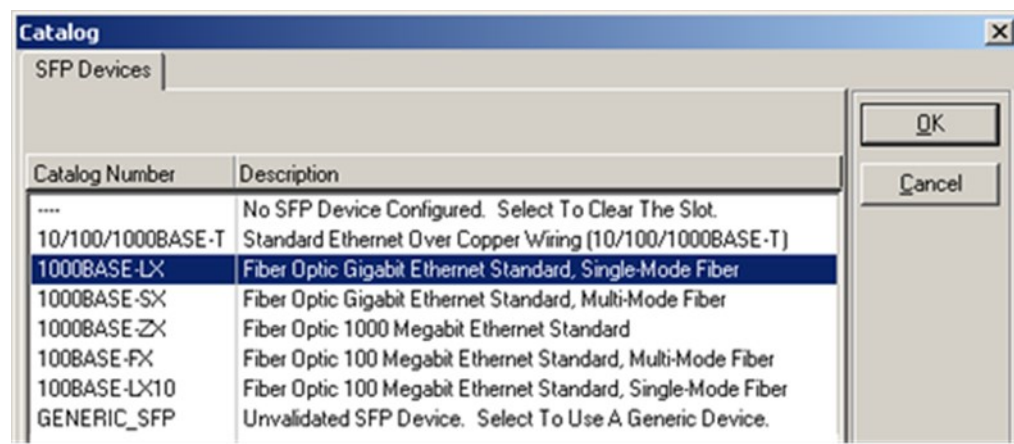 Catalog
SFP Devices
OK
Cancel
Catalog Number Description
---- No SFP Device Configured. Select To Clear The Slot.
10/100/1000BASE-T Standard Ethernet Over Copper Wiring (10/100/1000BASE-T)
1000BASE-LX Fiber Optic Gigabit Ethernet Standard, Single-Mode Fiber
1000BASE-SX Fiber Optic Gigabit Ethernet Standard, Multi-Mode Fiber
1000BASE-ZX Fiber Optic 1000 Megabit Ethernet Standard
100BASE-FX Fiber Optic 100 Megabit Ethernet Standard, Multi-Mode Fiber
100BASE-LX10 Fiber Optic 100 Megabit Ethernet Standard, Single-Mode Fiber
GENERIC_SFP Unvalidated SFP Device. Select To Use A Generic Device.